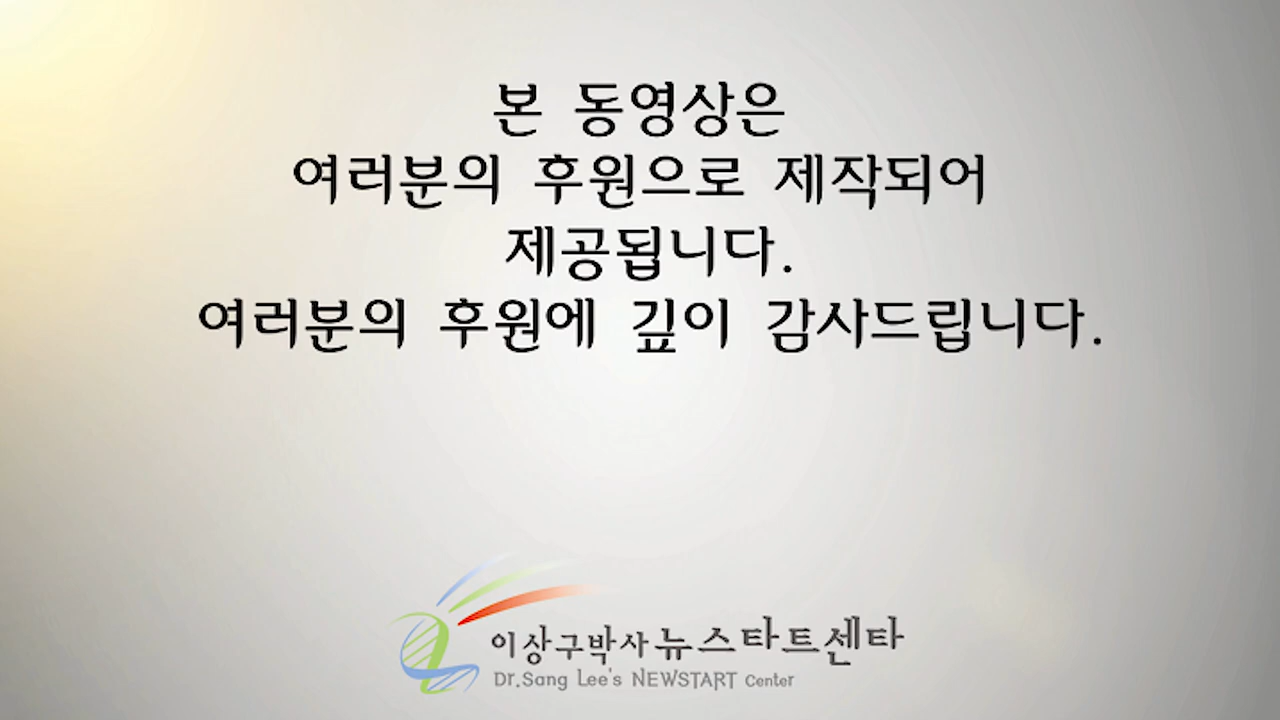 본 동영상은
여러분의 후원으로 제작되어
제공됩니다.
여러분의 후원에 깊이 감사드립니다.
이상구박사 뉴스타트센타
Dr.Sang Lee's NEWSTART Center